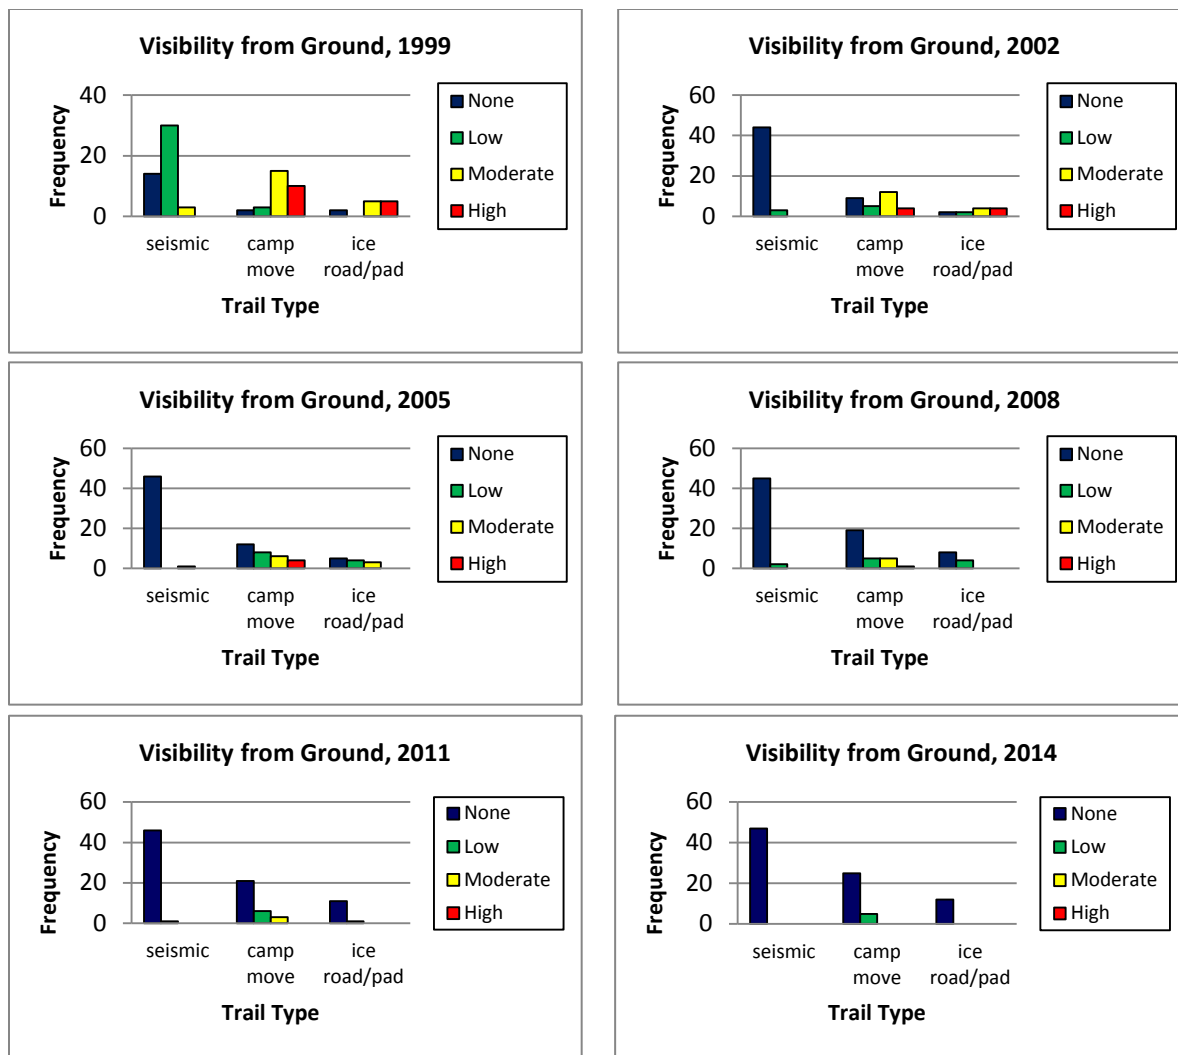 Visibility from Ground, 1999
Frequency
40
20
0
seismic
camp
move
ice
road/pad
Trail Type
None
Low
Moderate
High
Visibility from Ground, 2002
Frequency
60
40
20
0
seismic
camp
move
ice
road/pad
Trail Type
None
Low
Moderate
High
Visibility from Ground, 2005
Frequency
60
40
20
0
seismic
camp
move
ice
road/pad
Trail Type
None
Low
Moderate
High
Visibility from Ground, 2008
Frequency
60
40
20
0
seismic
camp
move
ice
road/pad
Trail Type
None
Low
Moderate
High
Visibility from Ground, 2011
Frequency
60
40
20
0
seismic
camp
move
ice
road/pad
Trail Type
None
Low
Moderate
High
Visibility from Ground, 2014
Frequency
60
40
20
0
seismic
camp
move
ice
road/pad
Trail Type
None
Low
Moderate
High